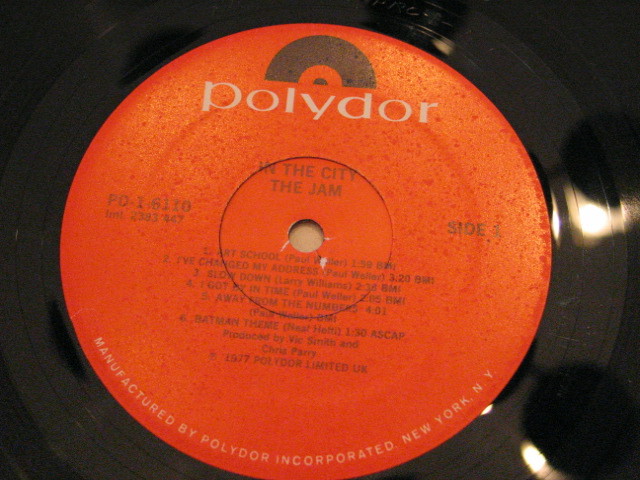 polydor
IN THE CITY
THE JAM
PD-1-6110
Int. 2383 447
SIDE 1
1. ART SCHOOL (Paul Weller) 1:59 BMI
2. I'VE CHANGED MY ADDRESS (Paul Weller) 3:20 BMI
3. SLOW DOWN (Larry Williams) 2:38 BMI
4. I GOT BY IN TIME (Paul Weller) 2:05 BMI
5. AWAY FROM THE NUMBERS 4:01
(Paul Weller) BMI
6. BATMAN THEME (Neal Hefti) 1:30 ASCAP
Produced by Vic Smith and
Chris Parry
℗ 1977 POLYDOR LIMITED UK
MANUFACTURED BY POLYDOR INCORPORATED, NEW YORK, N.Y.